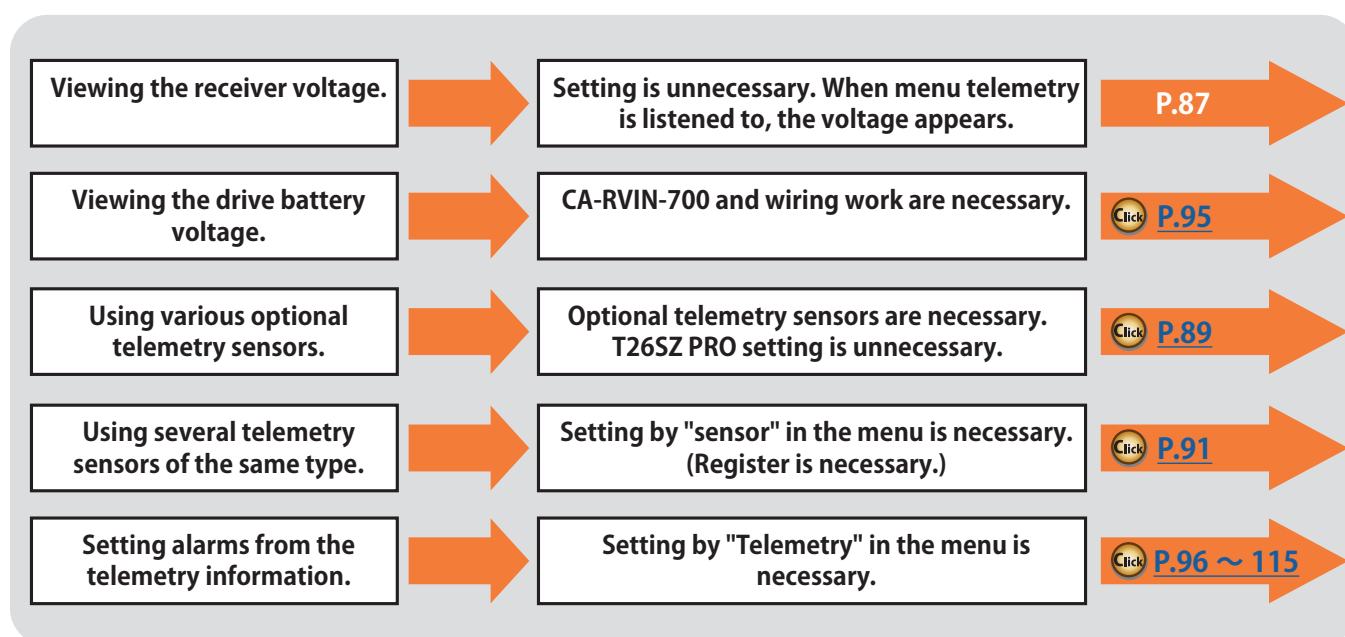 Viewing the receiver voltage.
Setting is unnecessary. When menu telemetry
is listened to, the voltage appears.
P.87
Viewing the drive battery
voltage.
CA-RVIN-700 and wiring work are necessary.
Click P.95
Using various optional
telemetry sensors.
Optional telemetry sensors are necessary.
T26SZ PRO setting is unnecessary.
Click P.89
Using several telemetry
sensors of the same type.
Setting by "sensor" in the menu is necessary.
(Register is necessary.)
Click P.91
Setting alarms from the
telemetry information.
Setting by "Telemetry" in the menu is
necessary.
Click P.96 ～ 115